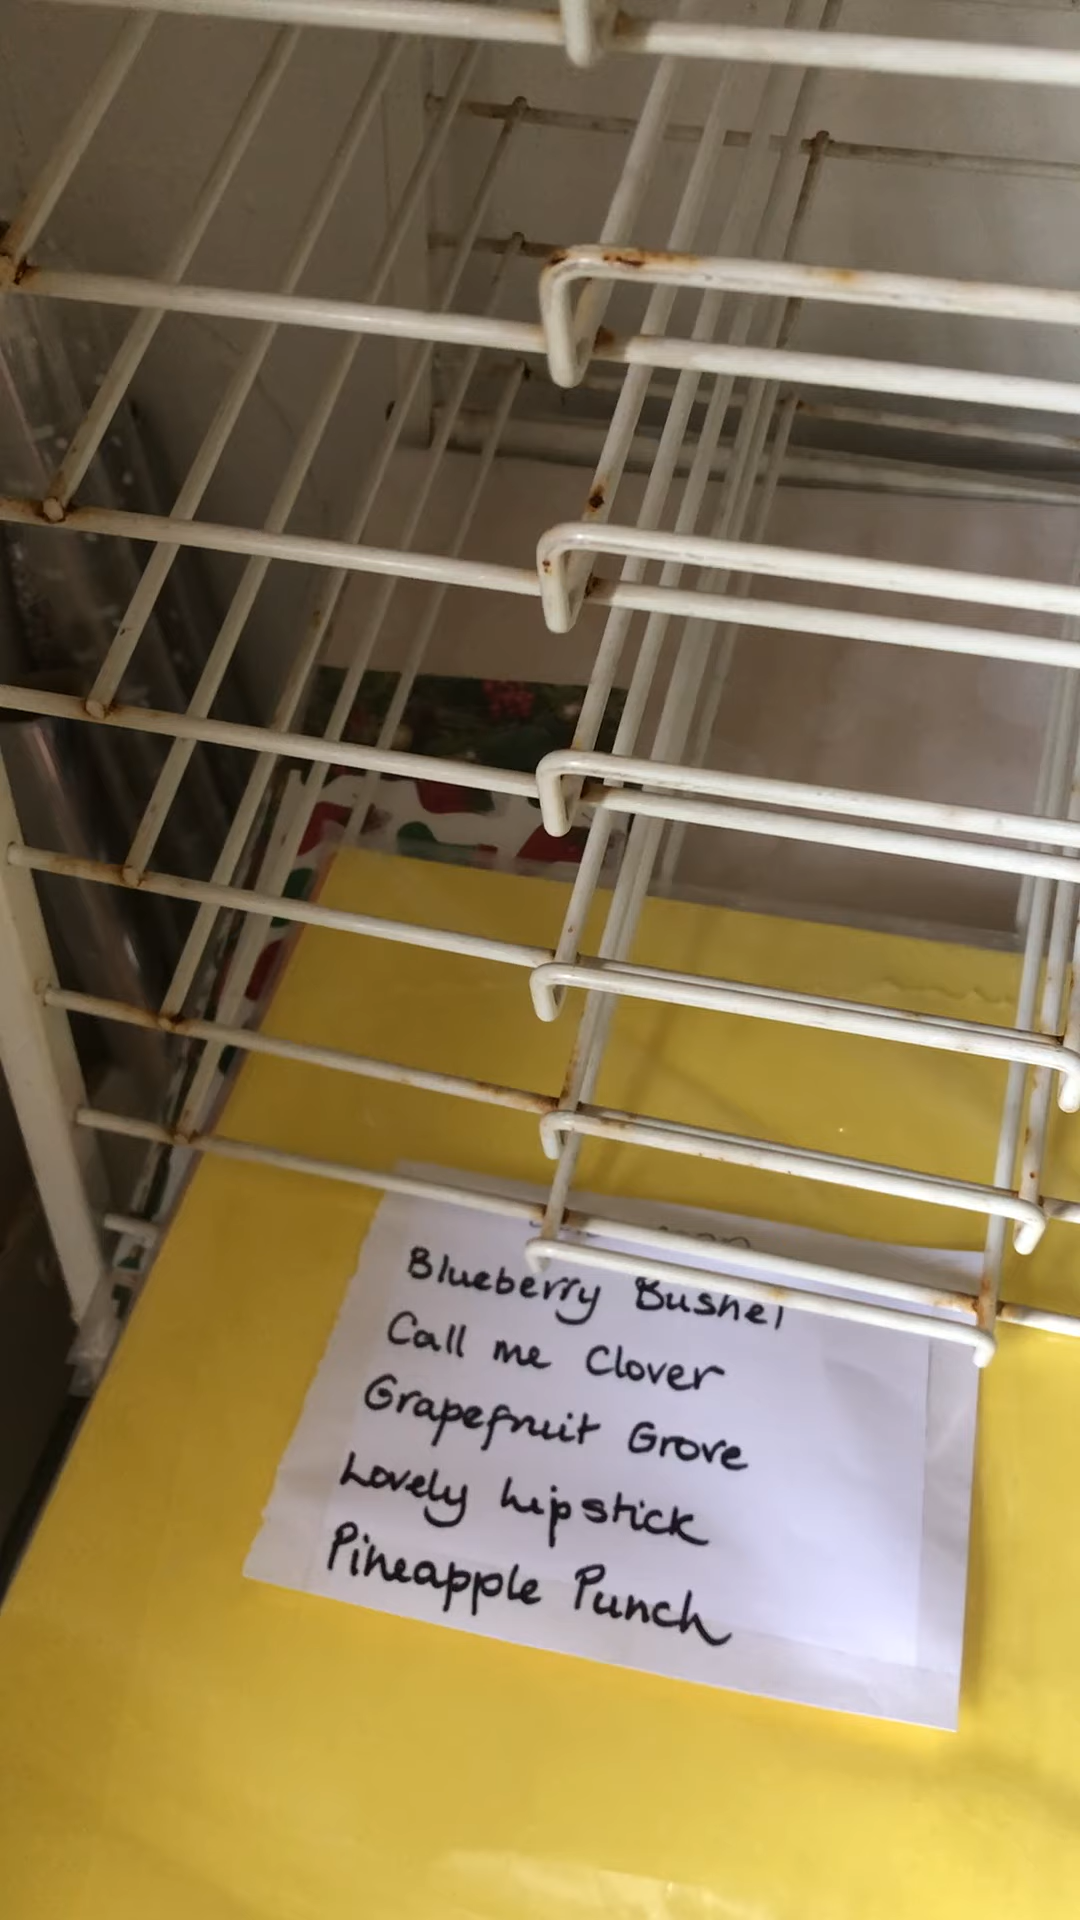 Blueberry Bushel
Call me Clover
Grapefruit Grove
Lovely Lipstick
Pineapple Punch